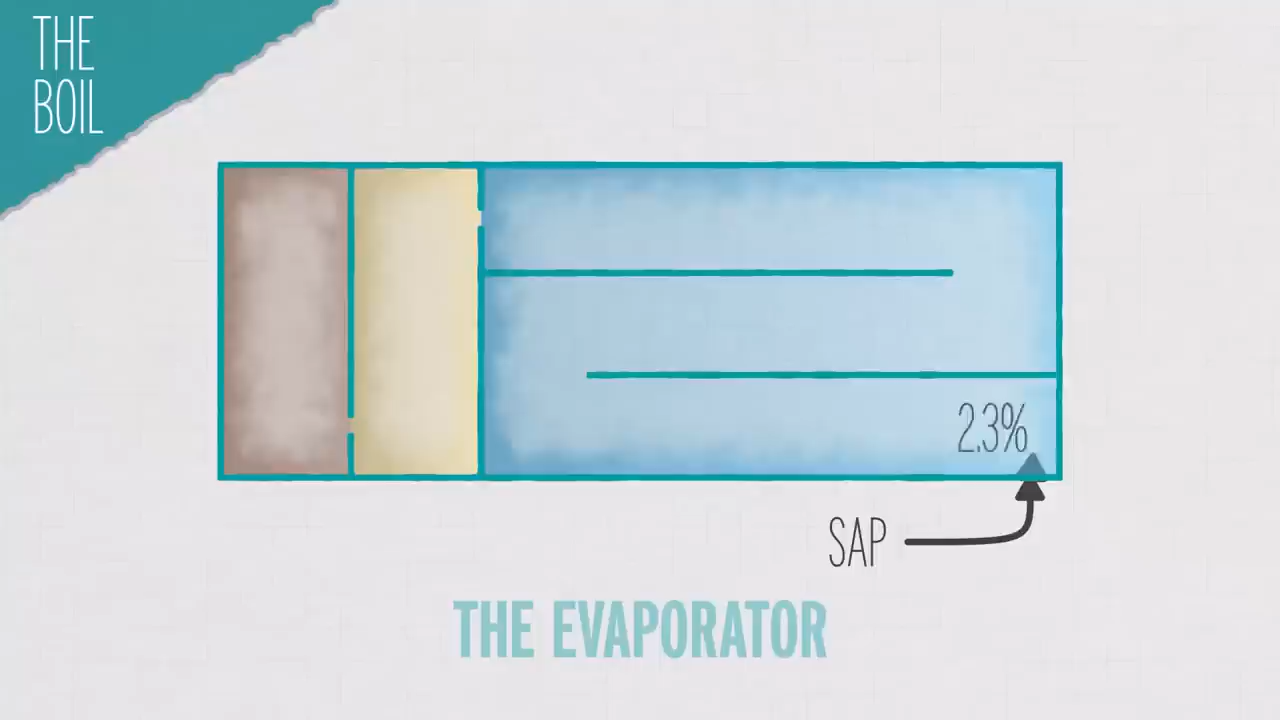 THE
BOIL
2.3%
SAP
THE EVAPORATOR